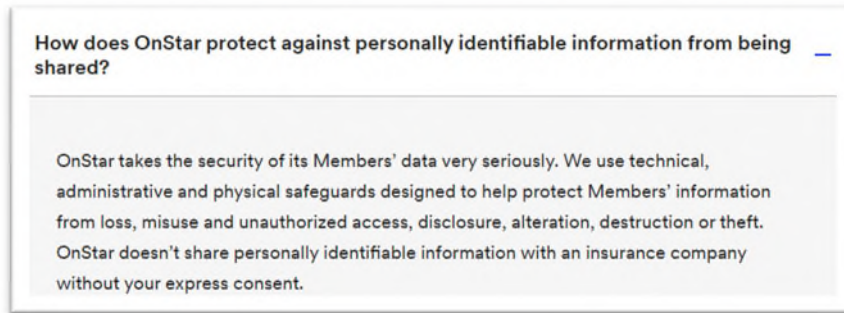 How does OnStar protect against personally identifiable information from being
shared?
OnStar takes the security of its Members' data very seriously. We use technical,
administrative and physical safeguards designed to help protect Members' information
from loss, misuse and unauthorized access, disclosure, alteration, destruction or theft.
OnStar doesn't share personally identifiable information with an insurance company
without your express consent.